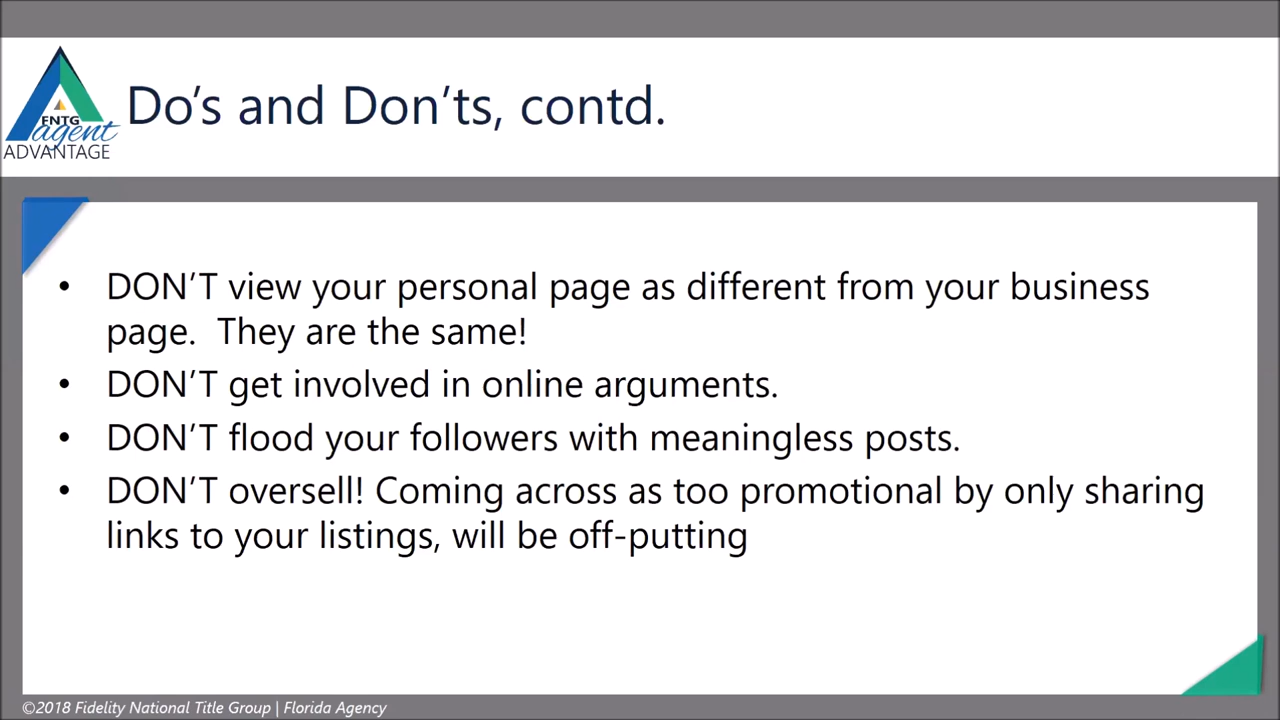 Do's and Don'ts, contd.
FNTG
agent
ADVANTAGE
• DON'T view your personal page as different from your business
page.  They are the same!
• DON'T get involved in online arguments.
• DON'T flood your followers with meaningless posts.
• DON'T oversell! Coming across as too promotional by only sharing
links to your listings, will be off-putting
©2018 Fidelity National Title Group | Florida Agency